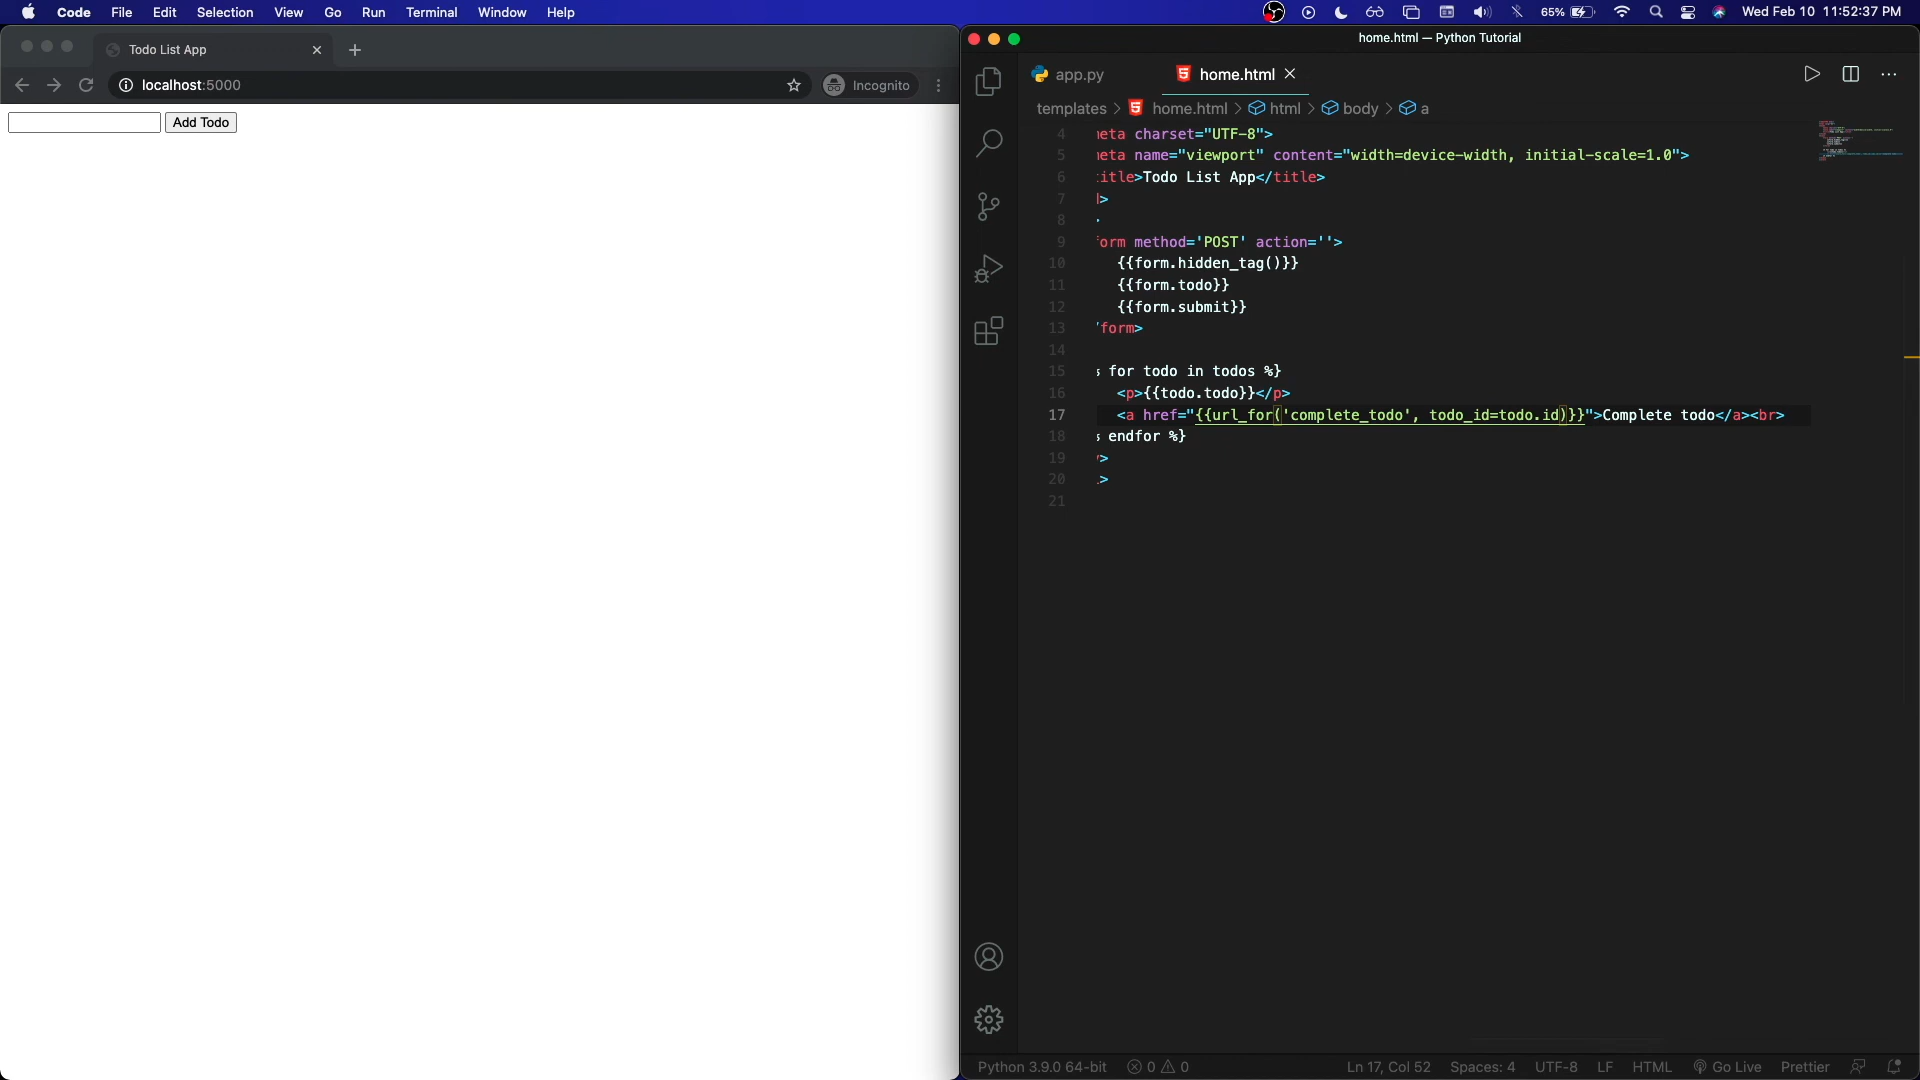 Code File Edit Selection View Go Run Terminal Window Help 65% Wed Feb 10 11:52:37 PM
Todo List App
localhost:5000 Incognito
Add Todo
home.html — Python Tutorial
app.py home.html
templates > home.html > html > body > a
4 meta charset="UTF-8">
5 meta name="viewport" content="width=device-width, initial-scale=1.0">
6 title>Todo List App</title>
7 >
8
9 form method='POST' action=''>
10 {{form.hidden_tag()}}
11 {{form.todo}}
12 {{form.submit}}
13 form>
14
15 for todo in todos %}
16 <p>{{todo.todo}}</p>
17 <a href="{{url_for('complete_todo', todo_id=todo.id)}}">Complete todo</a><br>
18 endfor %}
19 >
20 >
21
Python 3.9.0 64-bit 0 0 Ln 17, Col 52 Spaces: 4 UTF-8 LF HTML Go Live Prettier